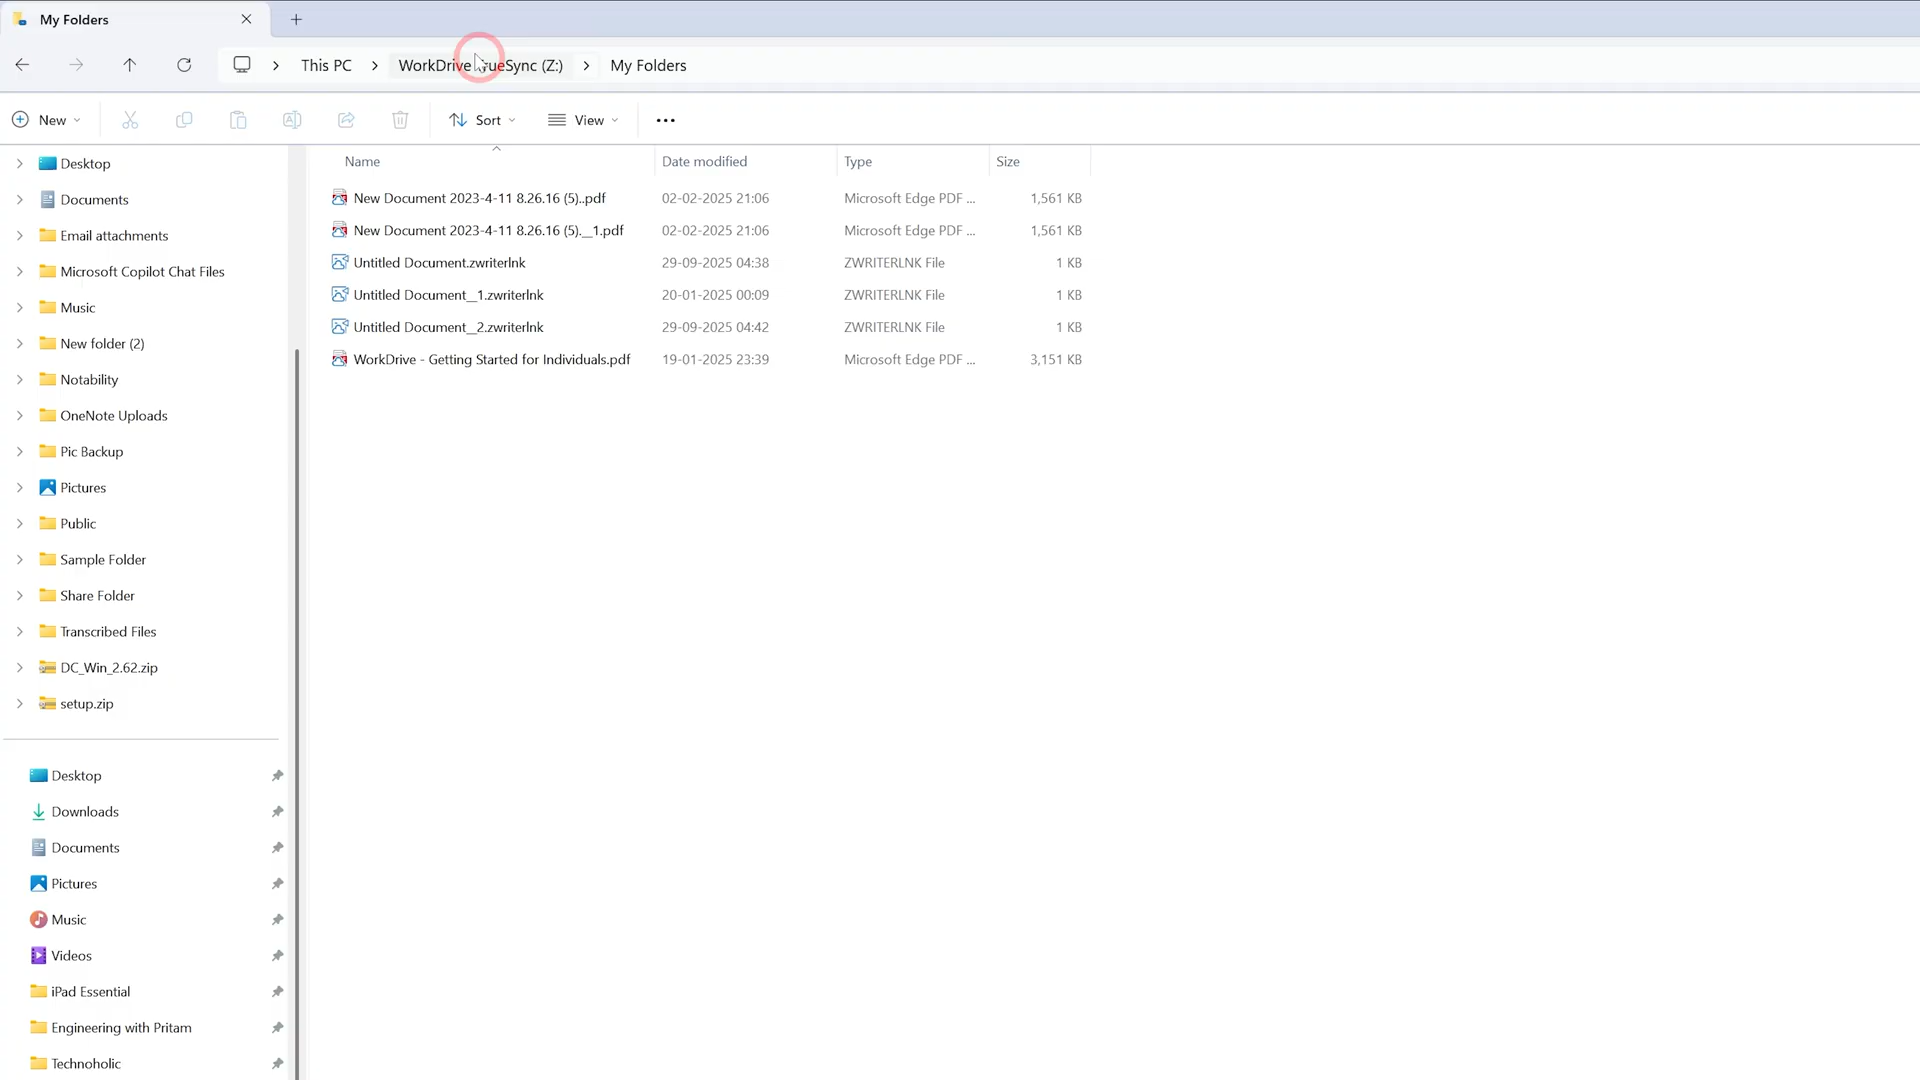 My Folders
This PC > WorkDrive TrueSync (Z:) > My Folders
New Sort View
Name Date modified Type Size
New Document 2023-4-11 8.26.16 (5)..pdf 02-02-2025 21:06 Microsoft Edge PDF ... 1,561 KB
New Document 2023-4-11 8.26.16 (5).__1.pdf 02-02-2025 21:06 Microsoft Edge PDF ... 1,561 KB
Untitled Document.zwriterlnk 29-09-2025 04:38 ZWRITERLNK File 1 KB
Untitled Document__1.zwriterlnk 20-01-2025 00:09 ZWRITERLNK File 1 KB
Untitled Document__2.zwriterlnk 29-09-2025 04:42 ZWRITERLNK File 1 KB
WorkDrive - Getting Started for Individuals.pdf 19-01-2025 23:39 Microsoft Edge PDF ... 3,151 KB
Desktop
Documents
Email attachments
Microsoft Copilot Chat Files
Music
New folder (2)
Notability
OneNote Uploads
Pic Backup
Pictures
Public
Sample Folder
Share Folder
Transcribed Files
DC_Win_2.62.zip
setup.zip
Desktop
Downloads
Documents
Pictures
Music
Videos
iPad Essential
Engineering with Pritam
Technoholic